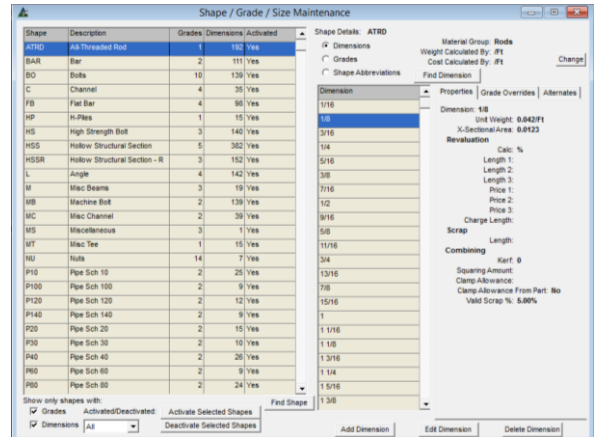 Shape / Grade / Size Maintenance
Shape Description Grades Dimensions Activated
ATRD All-Threaded Rod 1 192 Yes
BAR Bar 2 111 Yes
BO Bolts 10 139 Yes
C Channel 4 35 Yes
FB Flat Bar 4 98 Yes
HP H-Piles 1 15 Yes
HS High Strength Bolt 3 140 Yes
HSS Hollow Structural Section 5 382 Yes
HSSR Hollow Structural Section - R 3 152 Yes
L Angle 4 142 Yes
M Misc Beams 3 19 Yes
MB Machine Bolt 2 139 Yes
MC Misc Channel 2 39 Yes
MS Miscellaneous 3 1 Yes
MT Misc Tee 1 15 Yes
NU Nuts 14 7 Yes
P10 Pipe Sch 10 2 25 Yes
P100 Pipe Sch 100 2 9 Yes
P120 Pipe Sch 120 2 12 Yes
P140 Pipe Sch 140 2 9 Yes
P20 Pipe Sch 20 2 15 Yes
P30 Pipe Sch 30 2 10 Yes
P40 Pipe Sch 40 2 26 Yes
P60 Pipe Sch 60 2 9 Yes
P80 Pipe Sch 80 2 24 Yes
Show only shapes with:
Grades Activated/Deactivated:
Dimensions All
Activate Selected Shapes
Deactivate Selected Shapes
Find Shape
Shape Details: ATRD
Dimensions
Grades
Shape Abbreviations
Material Group: Rods
Weight Calculated By: /Ft
Cost Calculated By: /Ft
Change
Find Dimension
Dimension
1/16
1/8
3/16
1/4
5/16
3/8
7/16
1/2
9/16
5/8
11/16
3/4
13/16
7/8
15/16
1
1 1/16
1 1/8
1 3/16
1 1/4
1 5/16
1 3/8
Properties Grade Overrides Alternates
Dimension: 1/8
Unit Weight: 0.042/Ft
X-Sectional Area: 0.0123
Revaluation
Calc: %
Length 1:
Length 2:
Length 3:
Price 1:
Price 2:
Price 3:
Charge Length:
Scrap
Length:
Combining
Kerf: 0
Squaring Amount:
Clamp Allowance:
Clamp Allowance From Part: No
Valid Scrap %: 5.00%
Add Dimension Edit Dimension Delete Dimension